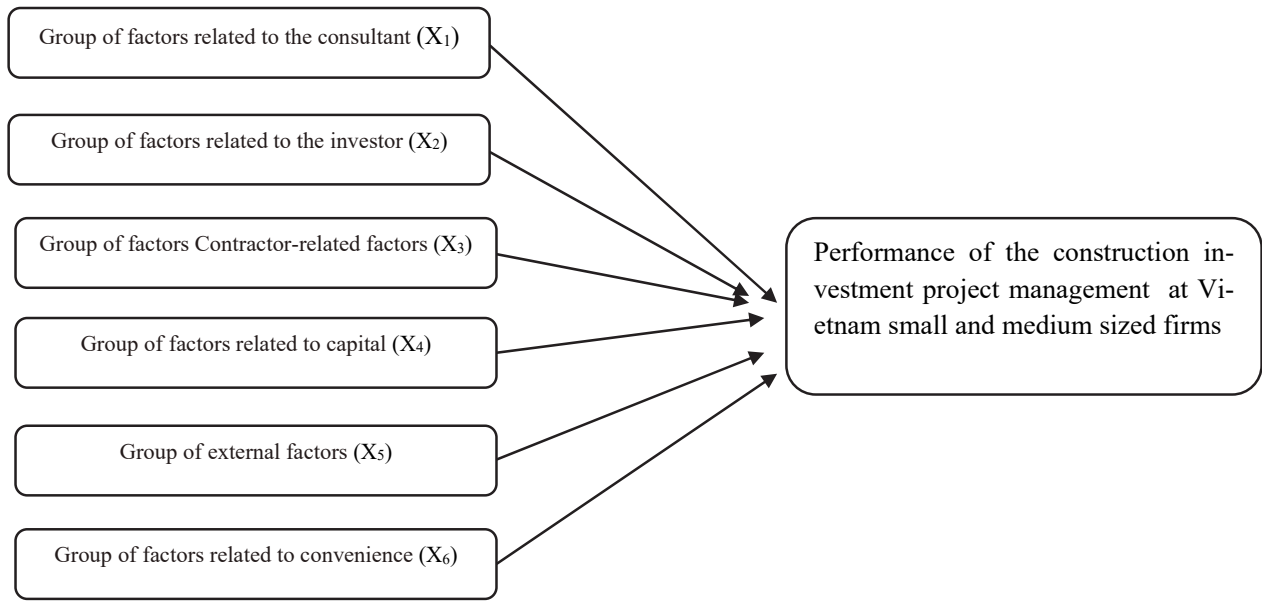 Group of factors related to the consultant (X₁)
Group of factors related to the investor (X₂)
Group of factors Contractor-related factors (X₃)
Group of factors related to capital (X₄)
Group of external factors (X₅)
Group of factors related to convenience (X₆)
Performance of the construction in-
vestment project management at Vi-
etnam small and medium sized firms